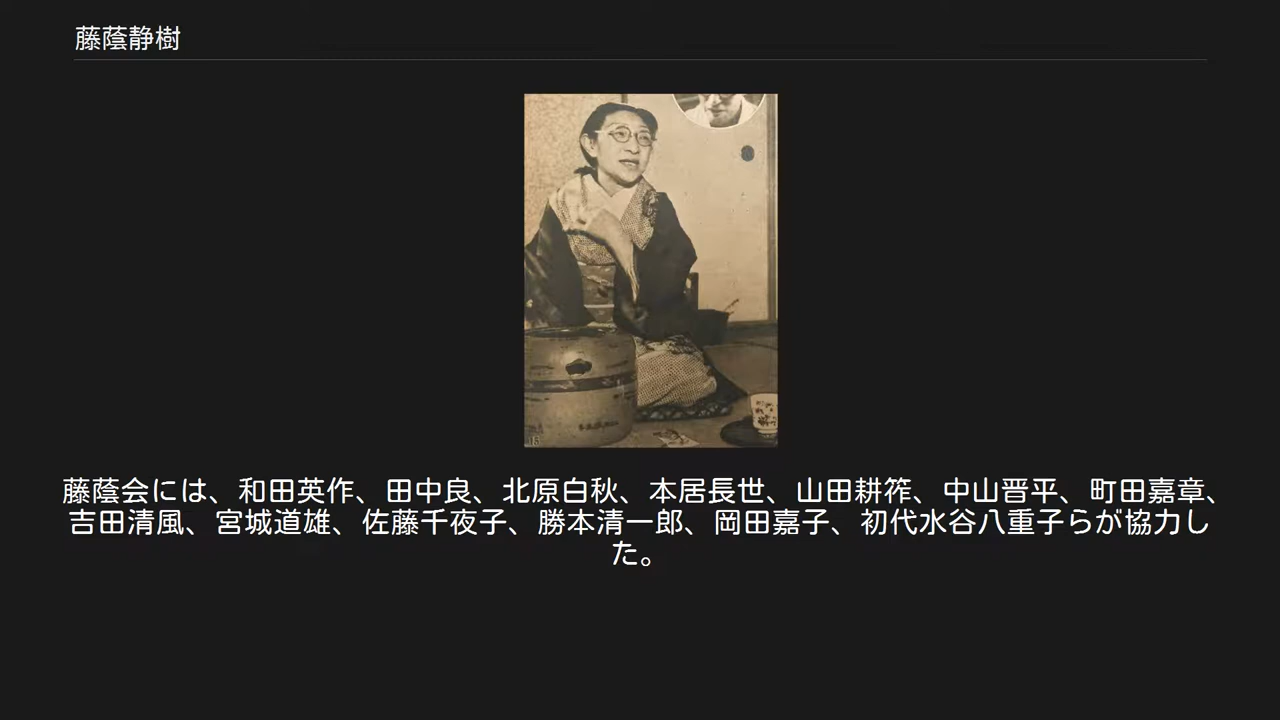 藤蔭静樹
藤蔭会には、和田英作、田中良、北原白秋、本居長世、山田耕筰、中山晋平、町田嘉章、
吉田清風、宮城道雄、佐藤千夜子、勝本清一郎、岡田嘉子、初代水谷八重子らが協力し
た。